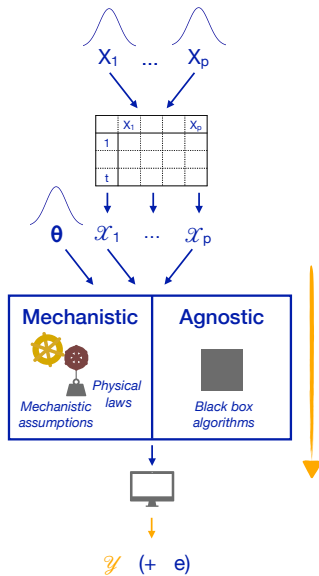 X₁ ... Xₚ
X₁ Xₚ
1
t
θ 𝒳₁ ... 𝒳ₚ
Mechanistic Agnostic
Physical laws
Mechanistic assumptions
Black box algorithms
𝒴 (+ e)